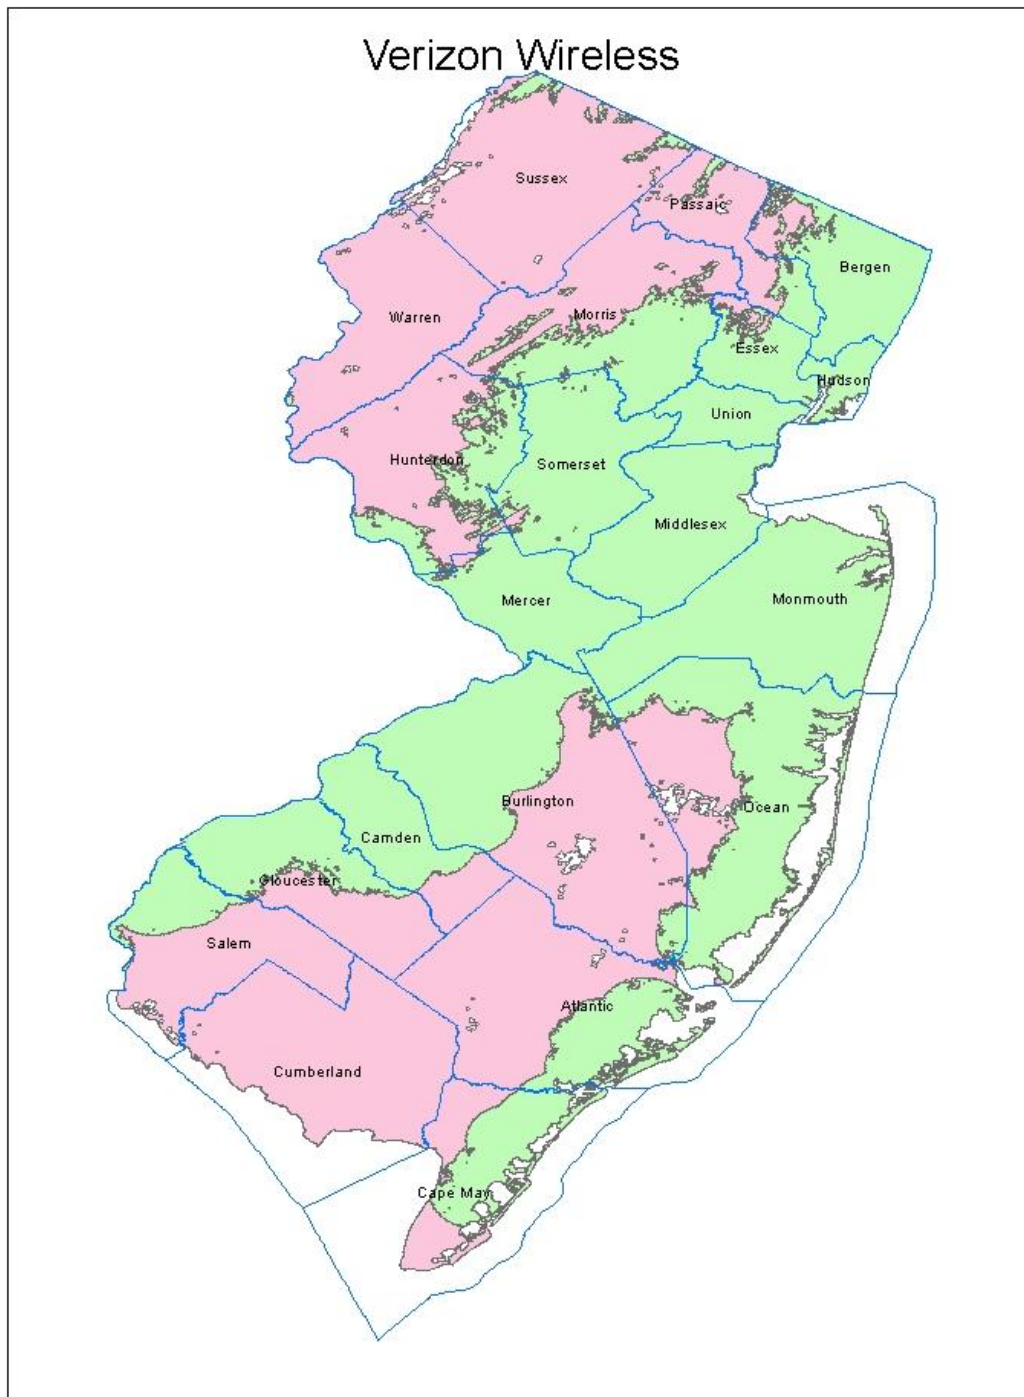 Verizon Wireless
Sussex
Passaic
Bergen
Warren
Morris
Essex
Hudson
Union
Hunterdon
Somerset
Middlesex
Mercer
Monmouth
Burlington
Ocean
Camden
Gloucester
Salem
Atlantic
Cumberland
Cape May